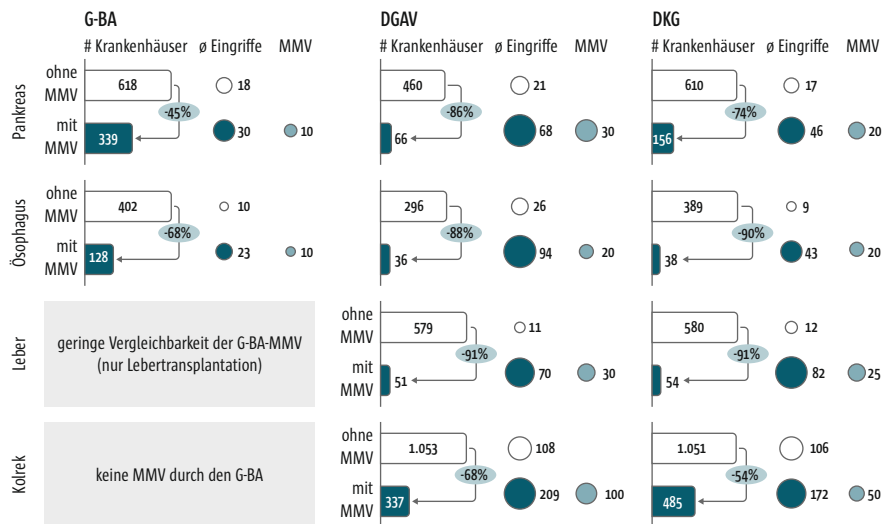 G-BA
DGAV
DKG
# Krankenhäuser ø Eingriffe MMV
# Krankenhäuser ø Eingriffe MMV
# Krankenhäuser ø Eingriffe MMV
Pankreas
ohne MMV
618
18
-45%
mit MMV
339
30
10
460
21
-86%
66
68
30
610
17
-74%
156
46
20
Ösophagus
ohne MMV
402
10
-68%
mit MMV
128
23
10
296
26
-88%
36
94
20
389
9
-90%
38
43
20
Leber
geringe Vergleichbarkeit der G-BA-MMV
(nur Lebertransplantation)
ohne MMV
579
11
-91%
mit MMV
51
70
30
580
12
-91%
54
82
25
Kolrek
keine MMV durch den G-BA
ohne MMV
1.053
108
-68%
mit MMV
337
209
100
1.051
106
-54%
485
172
50